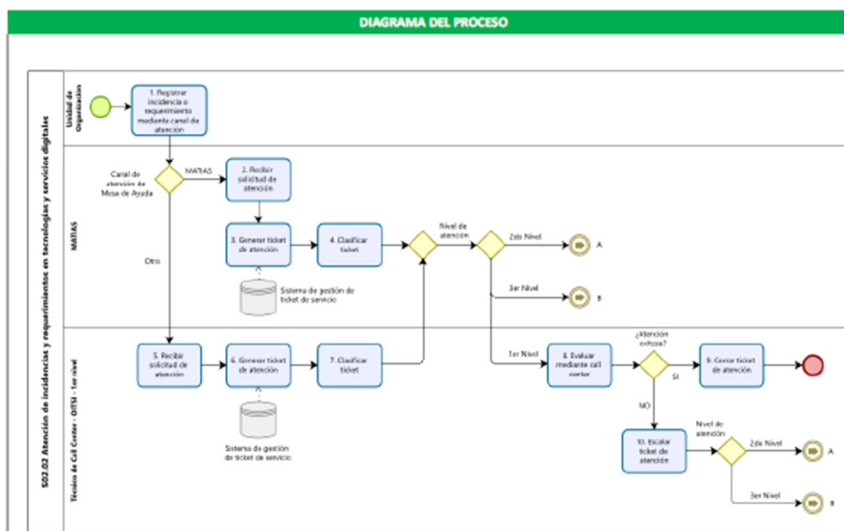 DIAGRAMA DEL PROCESO
S02.02 Atención de incidencias y requerimientos en tecnologías y servicios digitales
Unidad de
Organización
1. Registrar
incidencia o
requerimiento
mediante canal de
atención
MATIAS
Canal de
atención de
Mesa de Ayuda
MATIAS
2. Recibir
solicitud de
atención
3. Generar ticket
de atención
4. Clasificar
ticket
Nivel de
atención
2do Nivel
A
3er Nivel
B
Sistema de gestión de
ticket de servicio
Otro
Técnico de Call Center - OITSI - 1er nivel
5. Recibir
solicitud de
atención
6. Generar ticket
de atención
7. Clasificar
ticket
Sistema de gestión
de ticket de servicio
1er Nivel
8. Evaluar
mediante call
center
¿Atención
exitosa?
SI
9. Cerrar ticket
de atención
NO
10. Escalar
ticket de
atención
Nivel de
atención
2do Nivel
A
3er Nivel
B